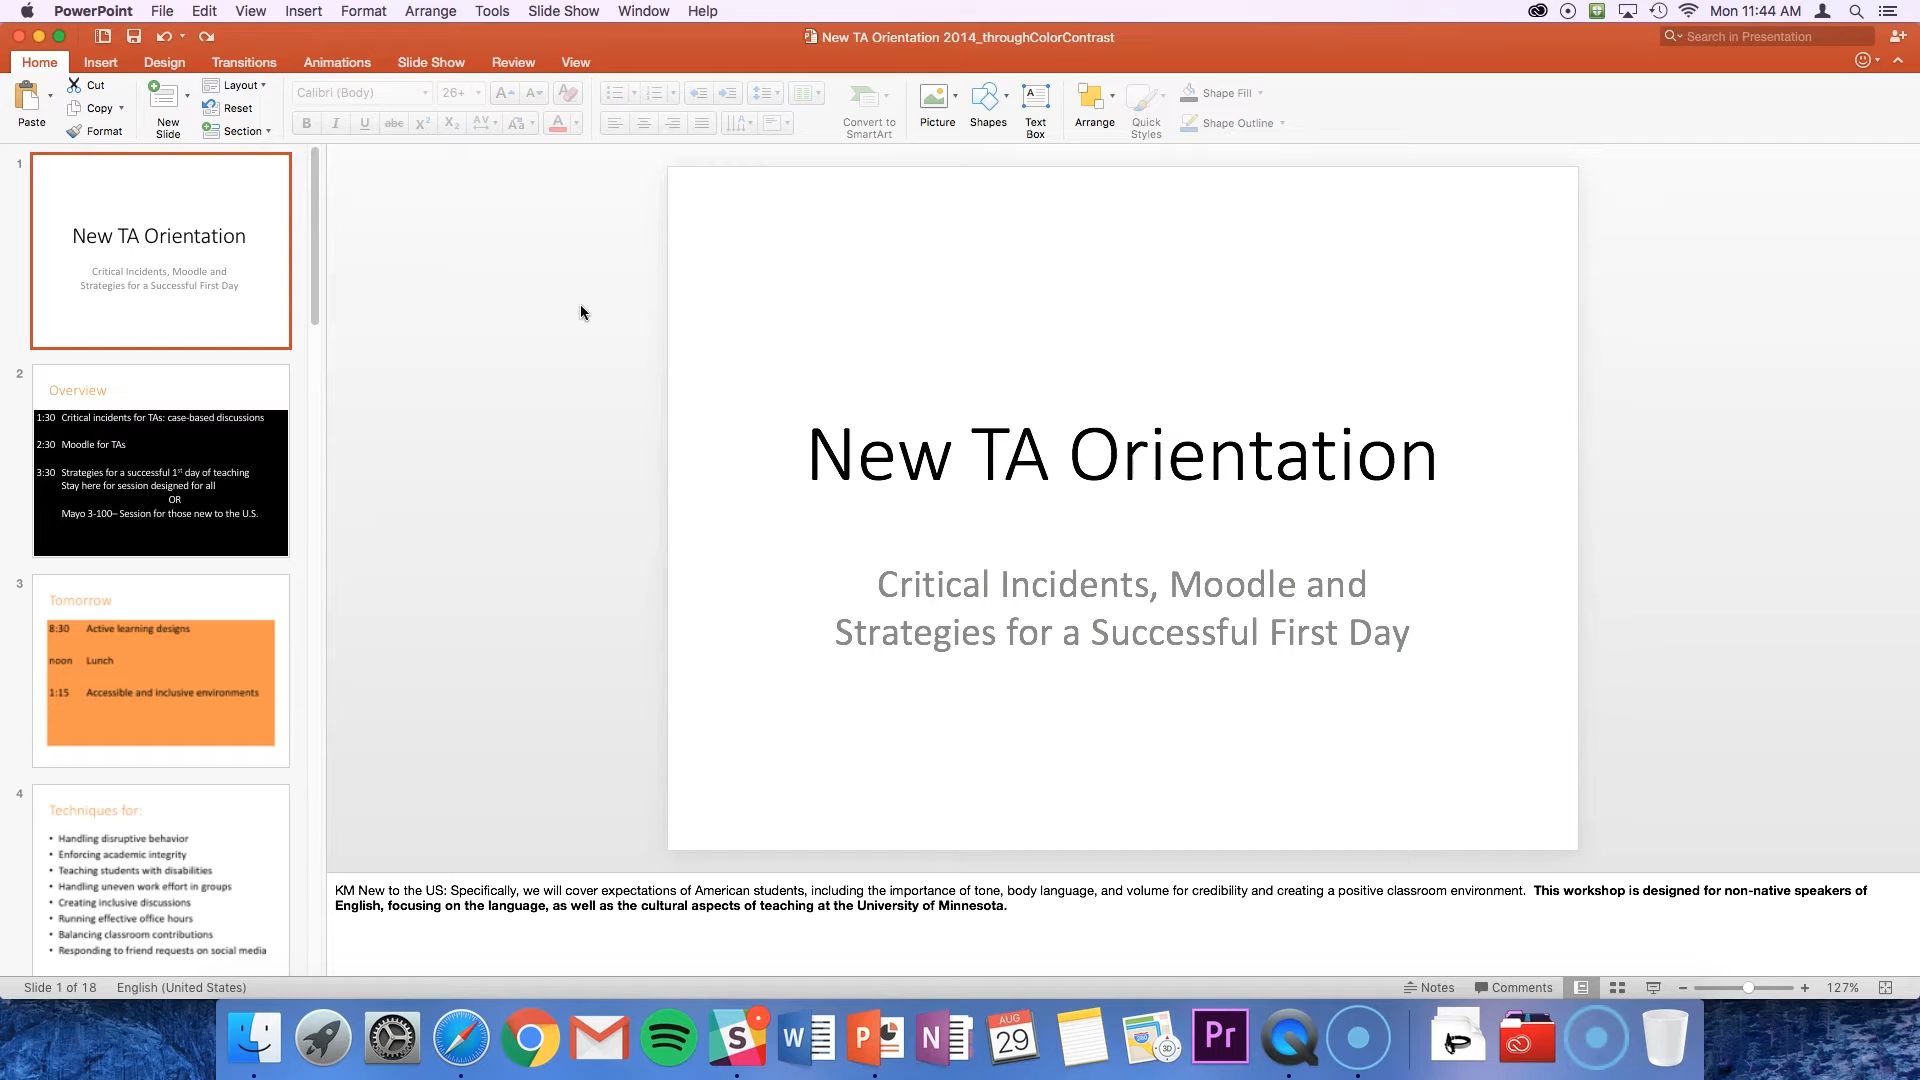 PowerPoint File Edit View Insert Format Arrange Tools Slide Show Window Help Mon 11:44 AM
New TA Orientation 2014_throughColorContrast
Search in Presentation
Home Insert Design Transitions Animations Slide Show Review View
Paste
Cut
Copy
Format
New
Slide
Layout
Reset
Section
Calibri (Body) 26+
Convert to
SmartArt
Picture
Shapes
Text
Box
Arrange
Quick
Styles
Shape Fill
Shape Outline
1
New TA Orientation
Critical Incidents, Moodle and
Strategies for a Successful First Day
2
Overview
1:30 Critical incidents for TAs: case-based discussions
2:30 Moodle for TAs
3:30 Strategies for a successful 1st day of teaching
Stay here for session designed for all
OR
Mayo 3-100– Session for those new to the U.S.
3
Tomorrow
8:30 Active learning designs
noon Lunch
1:15 Accessible and inclusive environments
4
Techniques for:
• Handling disruptive behavior
• Enforcing academic integrity
• Teaching students with disabilities
• Handling uneven work effort in groups
• Creating inclusive discussions
• Running effective office hours
• Balancing classroom contributions
• Responding to friend requests on social media
New TA Orientation
Critical Incidents, Moodle and
Strategies for a Successful First Day
KM New to the US: Specifically, we will cover expectations of American students, including the importance of tone, body language, and volume for credibility and creating a positive classroom environment. This workshop is designed for non-native speakers of
English, focusing on the language, as well as the cultural aspects of teaching at the University of Minnesota.
Slide 1 of 18 English (United States) Notes Comments 127%
AUG
29
Pr